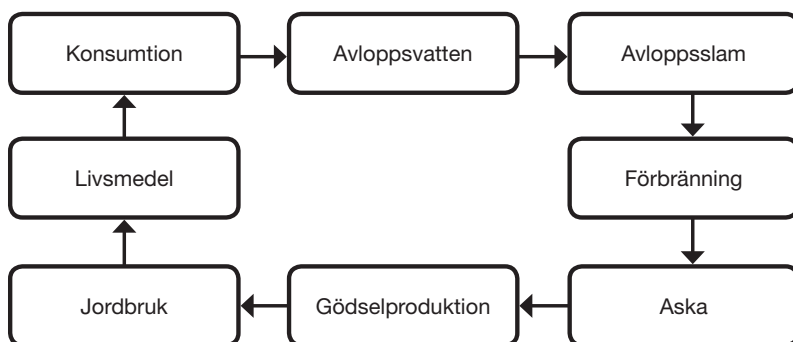 Konsumtion
Avloppsvatten
Avloppsslam
Livsmedel
Förbränning
Jordbruk
Gödselproduktion
Aska